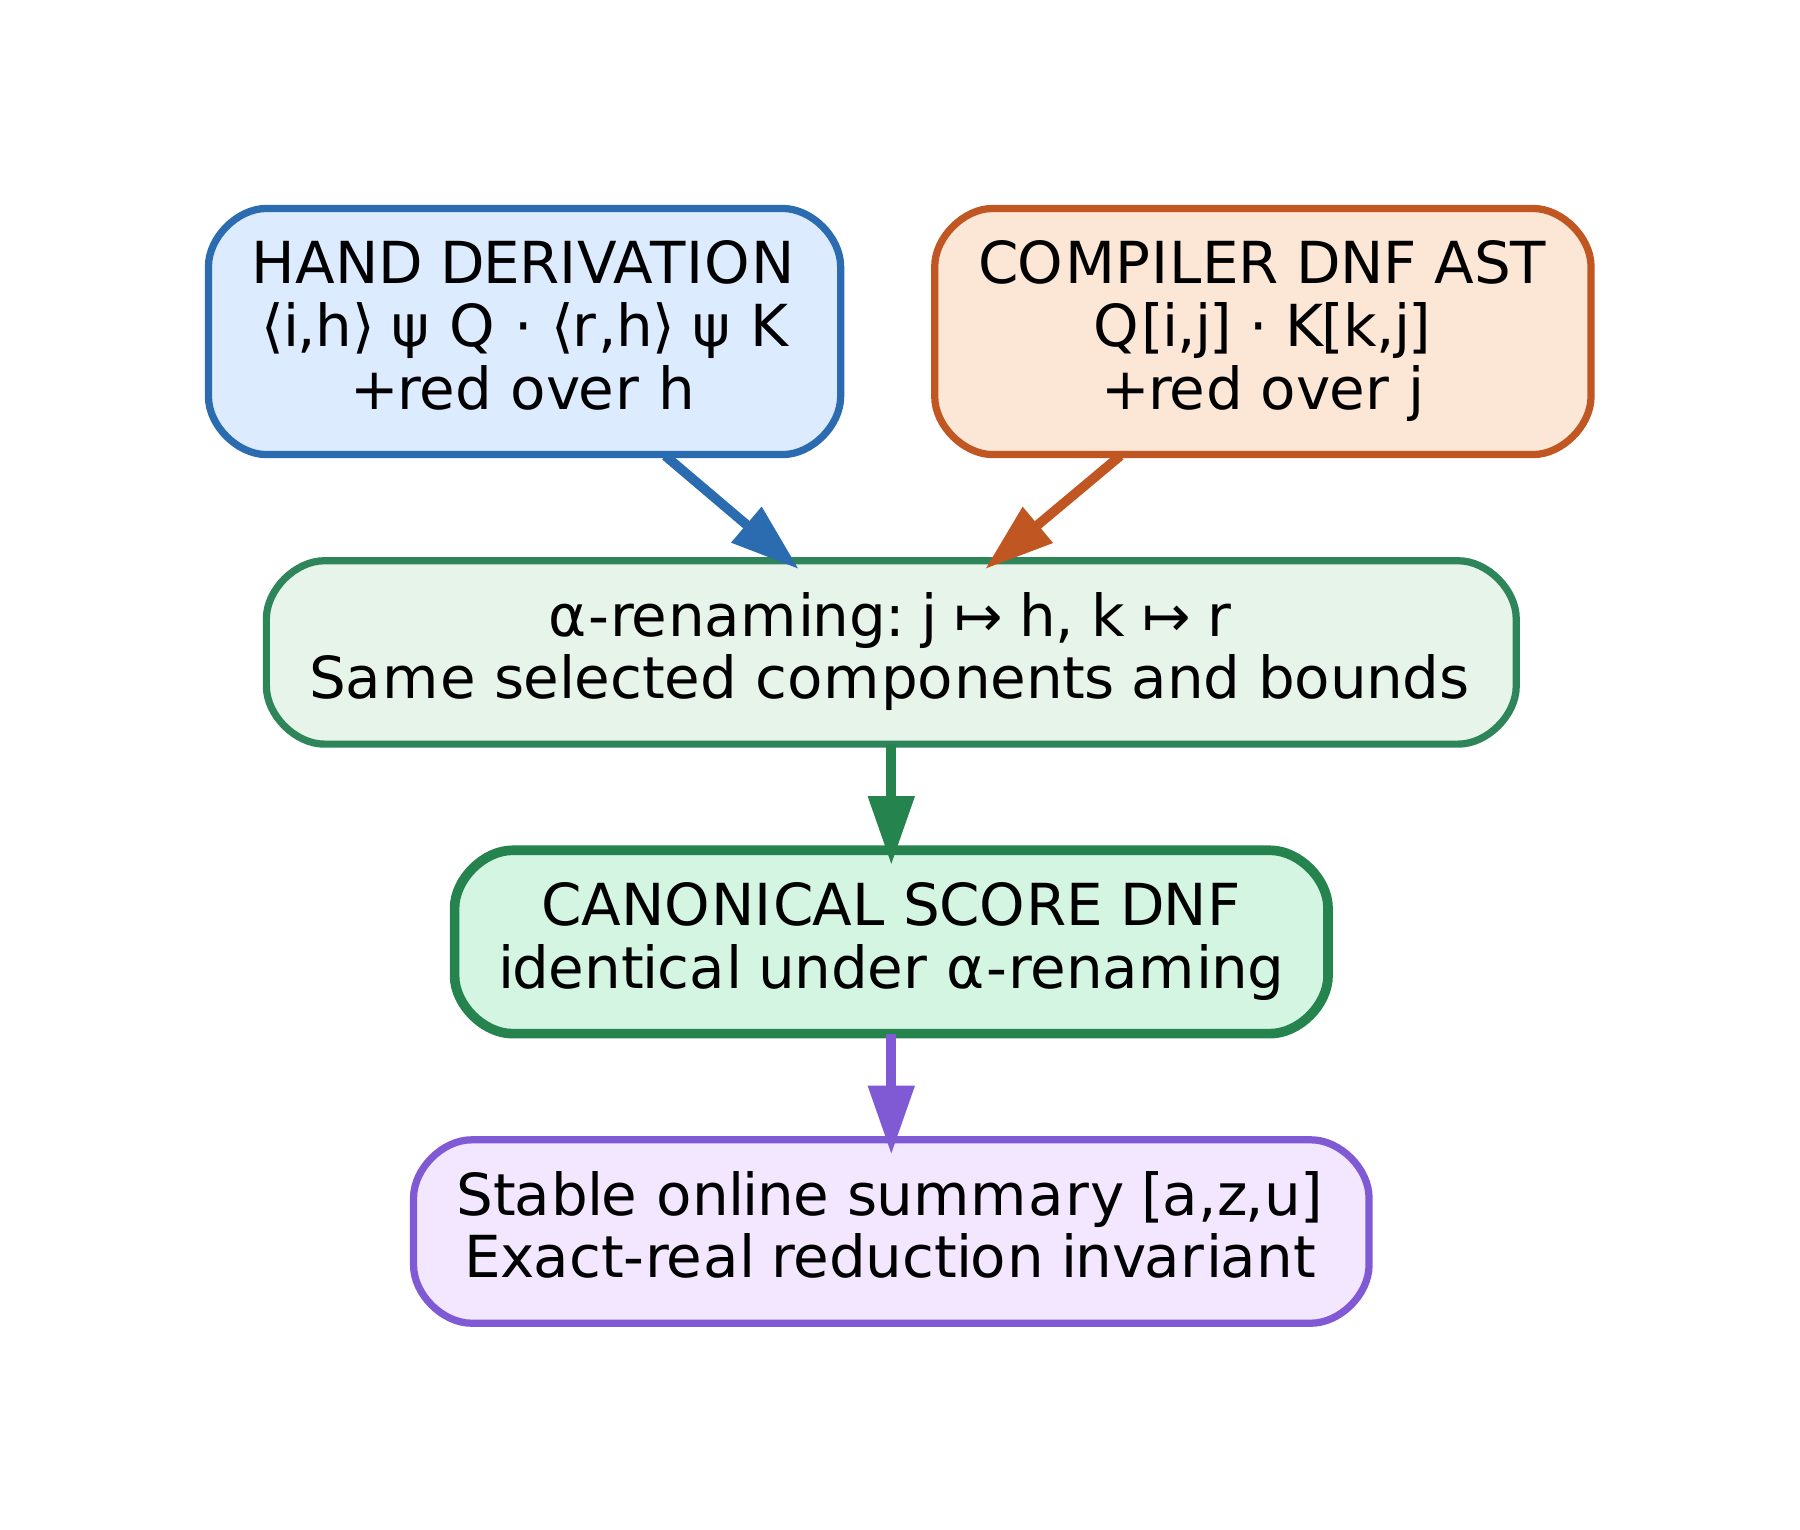 HAND DERIVATION
⟨i,h⟩ ψ Q · ⟨r,h⟩ ψ K
+red over h
COMPILER DNF AST
Q[i,j] · K[k,j]
+red over j
α-renaming: j ↦ h, k ↦ r
Same selected components and bounds
CANONICAL SCORE DNF
identical under α-renaming
Stable online summary [a,z,u]
Exact-real reduction invariant